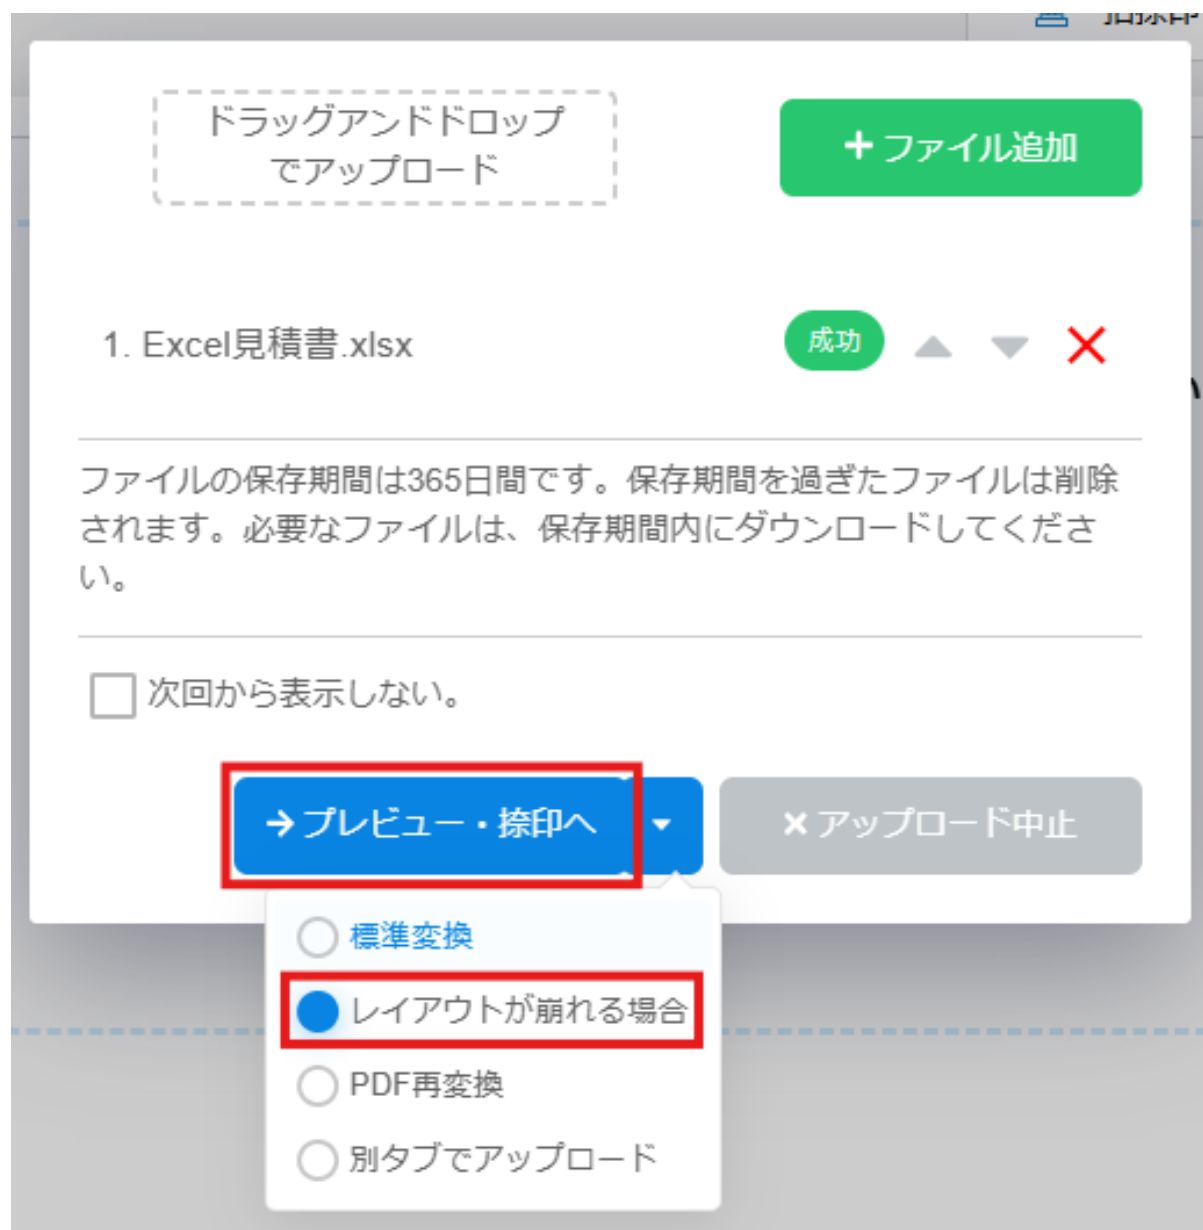 ドラッグアンドドロップ
でアップロード
+ファイル追加
1. Excel見積書.xlsx
成功
ファイルの保存期間は365日間です。保存期間を過ぎたファイルは削除
されます。必要なファイルは、保存期間内にダウンロードしてくださ
い。
次回から表示しない。
→プレビュー・捺印へ
×アップロード中止
標準変換
レイアウトが崩れる場合
PDF再変換
別タブでアップロード